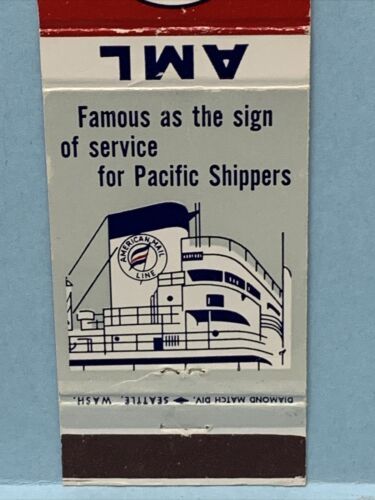 AML
Famous as the sign
of service
for Pacific Shippers
AMERICAN MAIL
LINE
DIAMOND MATCH DIV. SEATTLE, WASH.